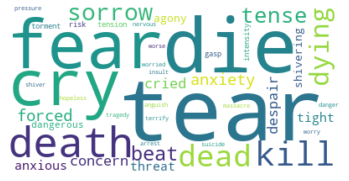 pressure
sorrow
agony
tense
torment
risk
tension
nervous
fear
die
gasp
intensity
shivering
dying
worse
worried
insult
shiver
cry
cried
anxiety
hopeless
tear
despair
forced
anguish
massacre
danger
dangerous
tragedy
terrify
tight
worry
death
dead
kill
arrest
suicide
anxious
concern
beat
threat